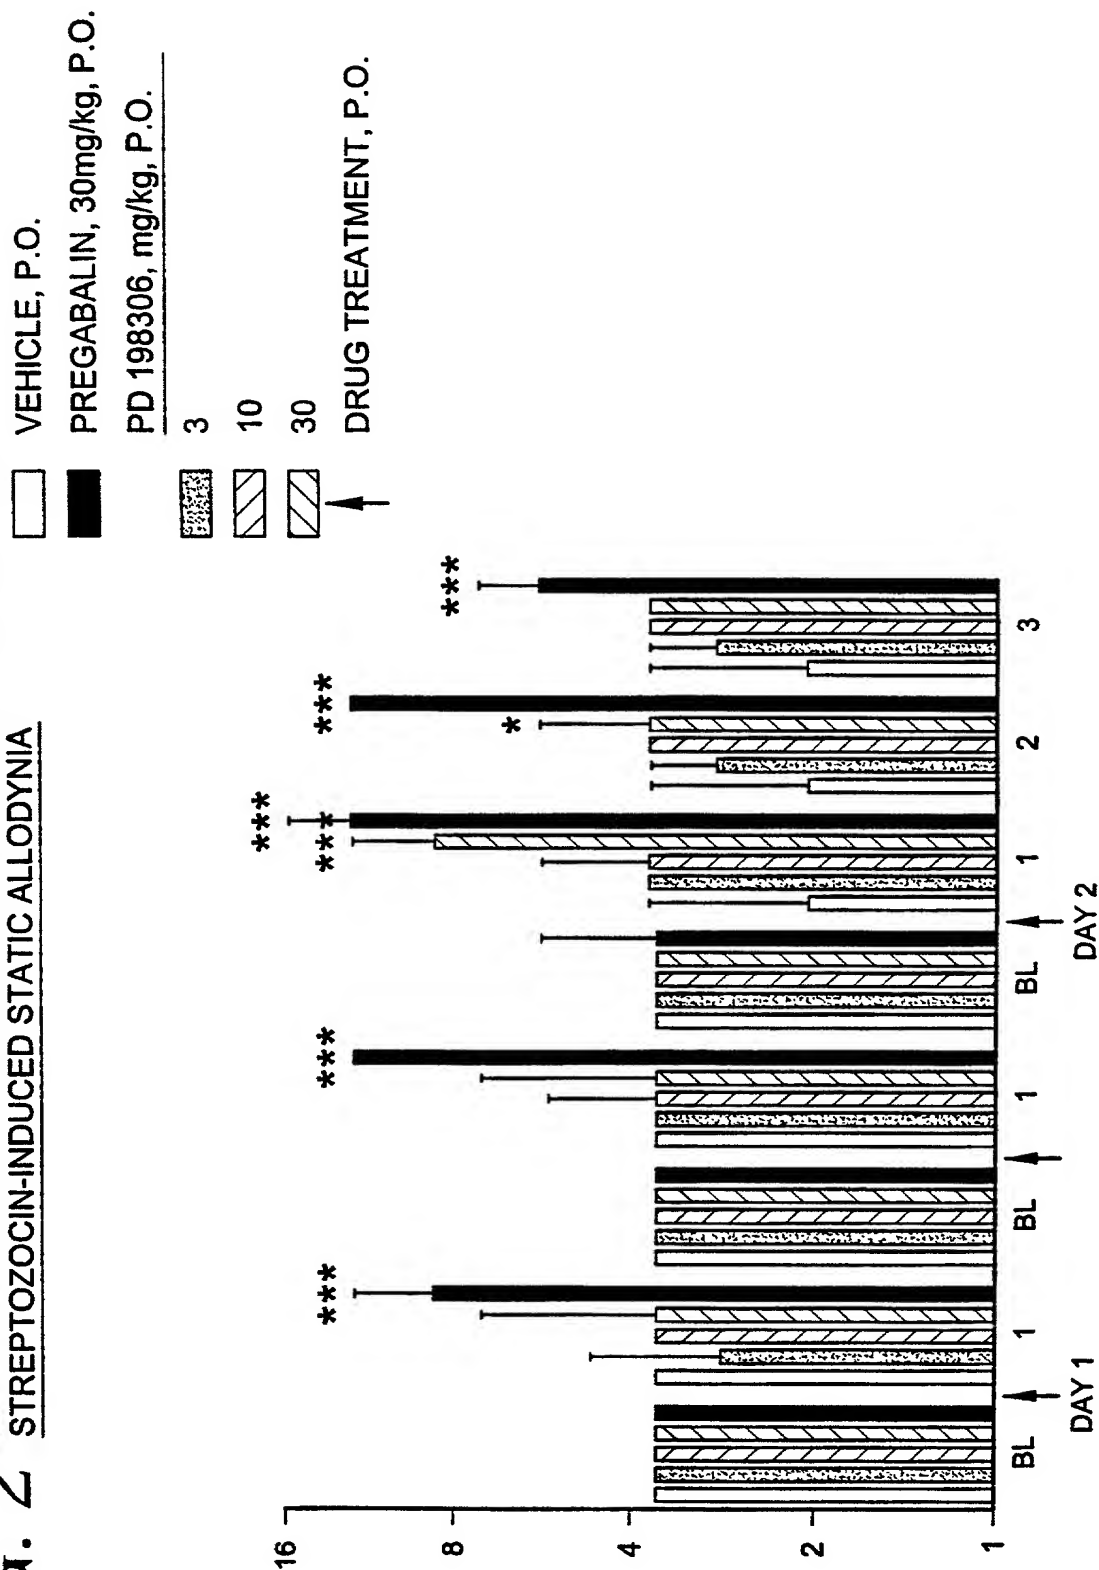 2 STREPTOZOCIN-INDUCED STATIC ALLODYNIA
VEHICLE, P.O.
PREGABALIN, 30mg/kg, P.O.
PD 198306, mg/kg, P.O.
3
10
30
DRUG TREATMENT, P.O.
16
8
4
2
1
***
***
***
***
*
***
***
BL
1
BL
1
BL
1
2
3
DAY 1
DAY 2